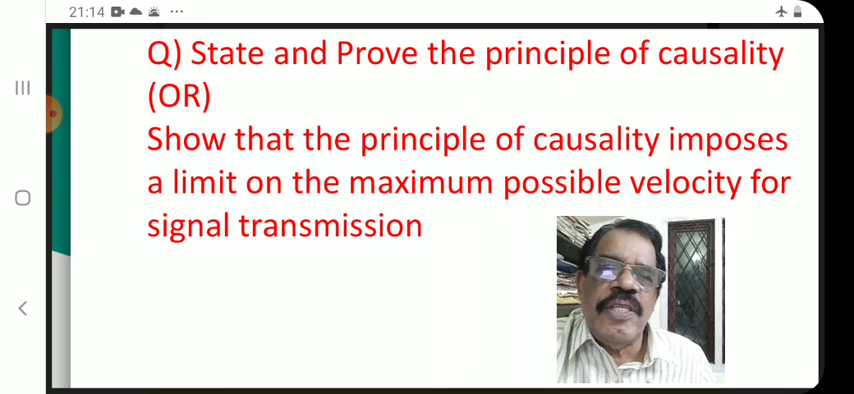 21:14
Q) State and Prove the principle of causality
(OR)
Show that the principle of causality imposes
a limit on the maximum possible velocity for
signal transmission